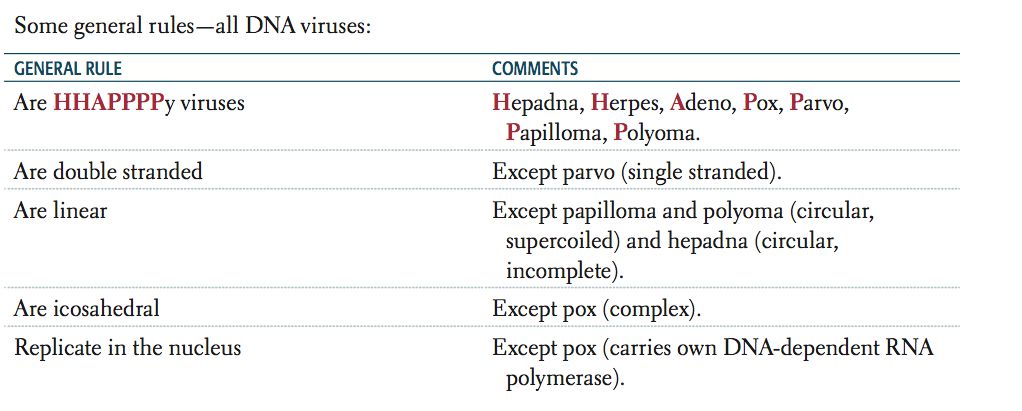 Some general rules—all DNA viruses:
GENERAL RULE COMMENTS
Are HHAPPPPy viruses Hepadna, Herpes, Adeno, Pox, Parvo,
Papilloma, Polyoma.
Are double stranded Except parvo (single stranded).
Are linear Except papilloma and polyoma (circular,
supercoiled) and hepadna (circular,
incomplete).
Are icosahedral Except pox (complex).
Replicate in the nucleus Except pox (carries own DNA-dependent RNA
polymerase).